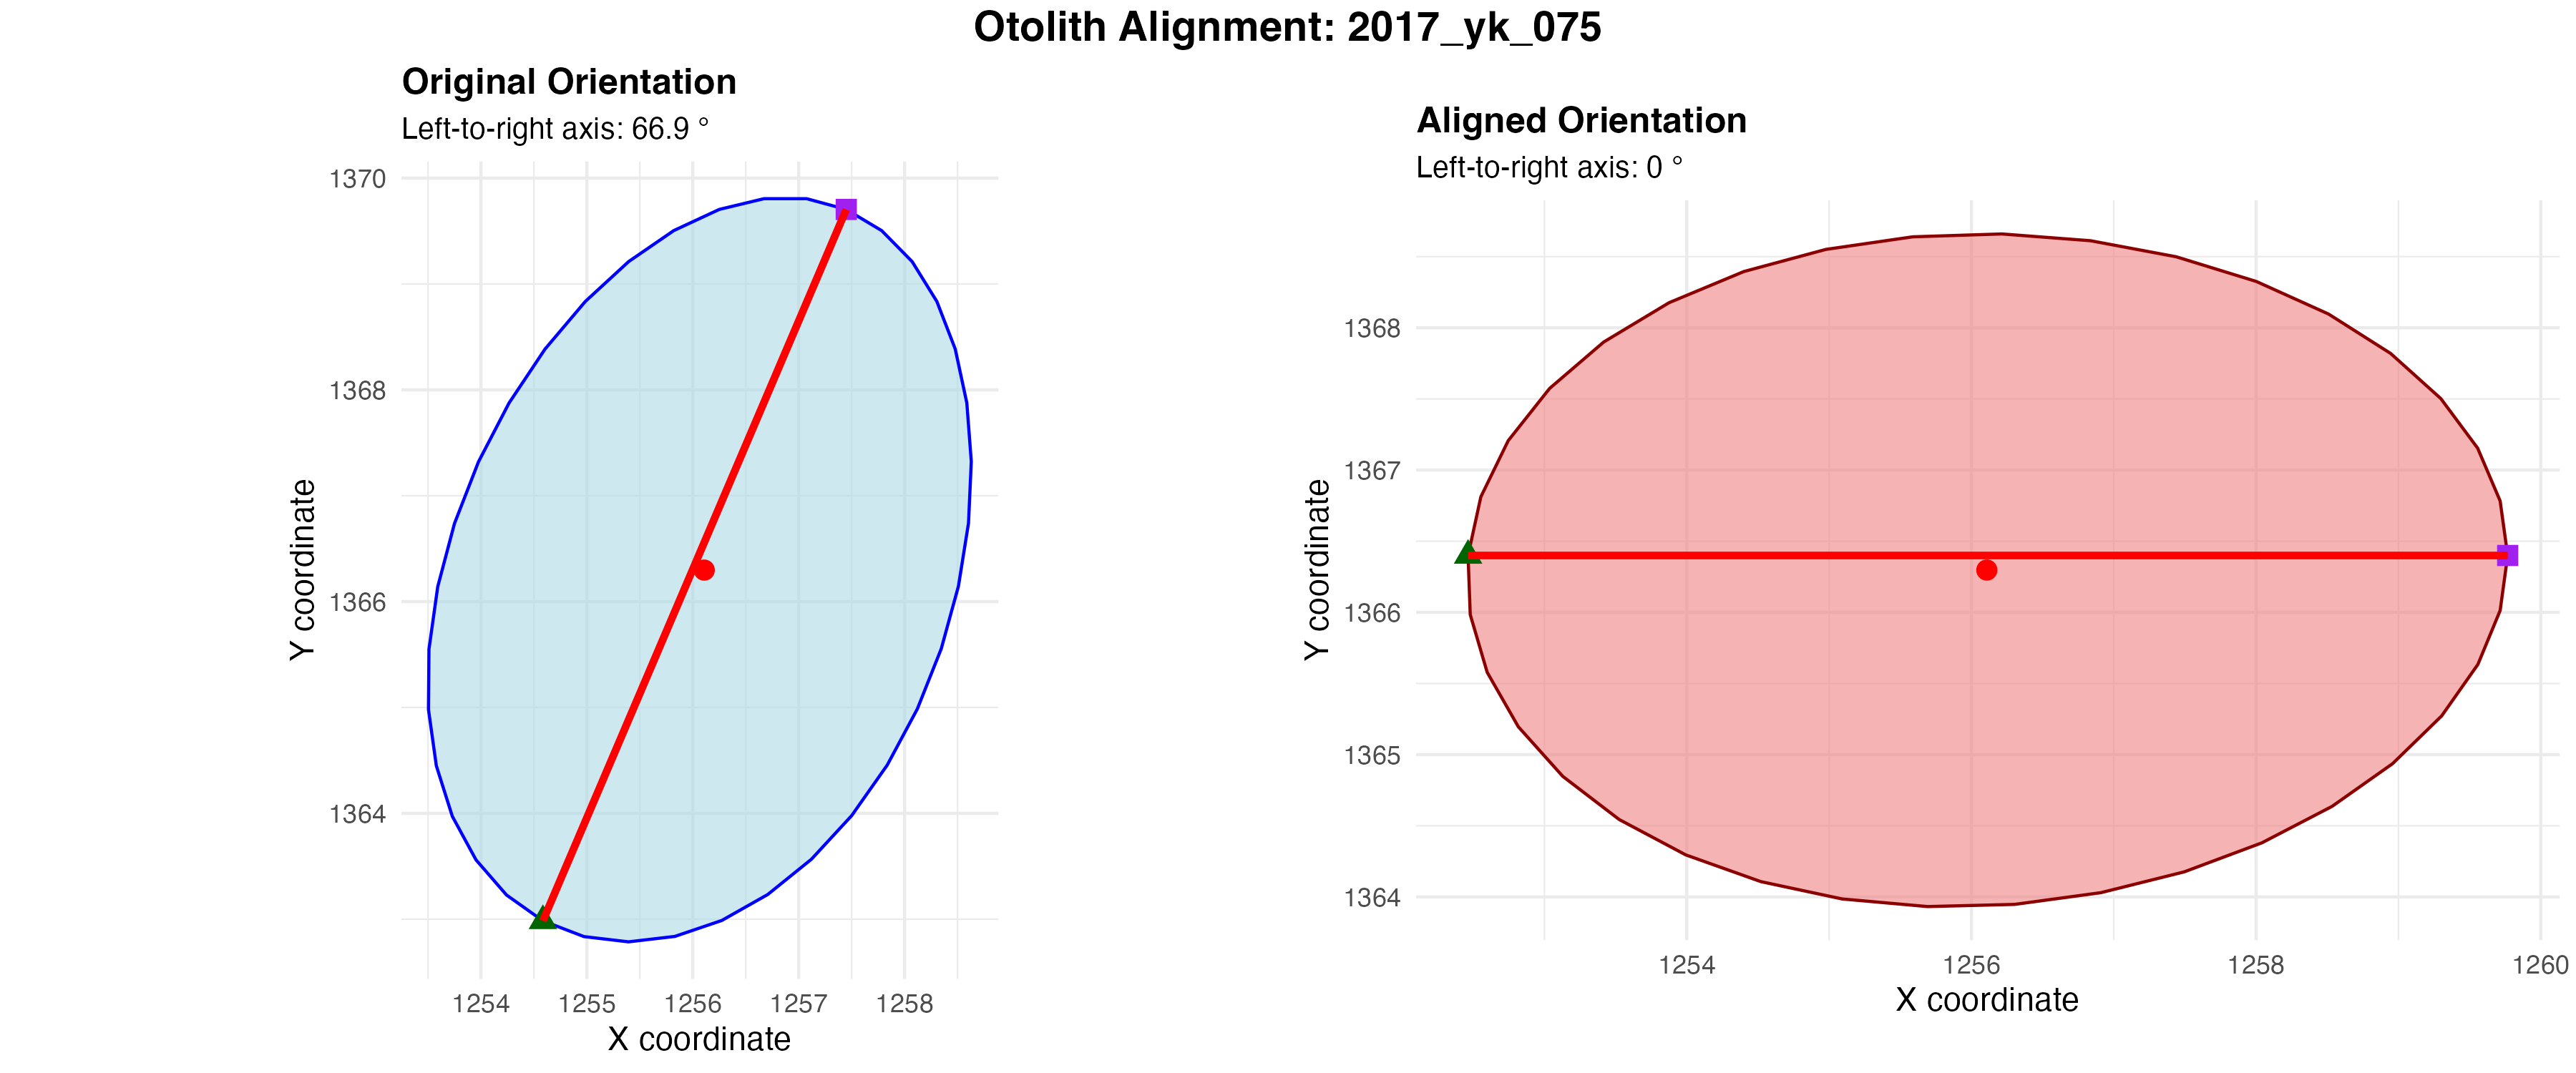 Otolith Alignment: 2017_yk_075
Original Orientation
Left-to-right axis: 66.9 °
1370
1368
1366
1364
Y coordinate
1254 1255 1256 1257 1258
X coordinate
Aligned Orientation
Left-to-right axis: 0 °
1368
1367
1366
1365
1364
Y coordinate
1254 1256 1258 1260
X coordinate